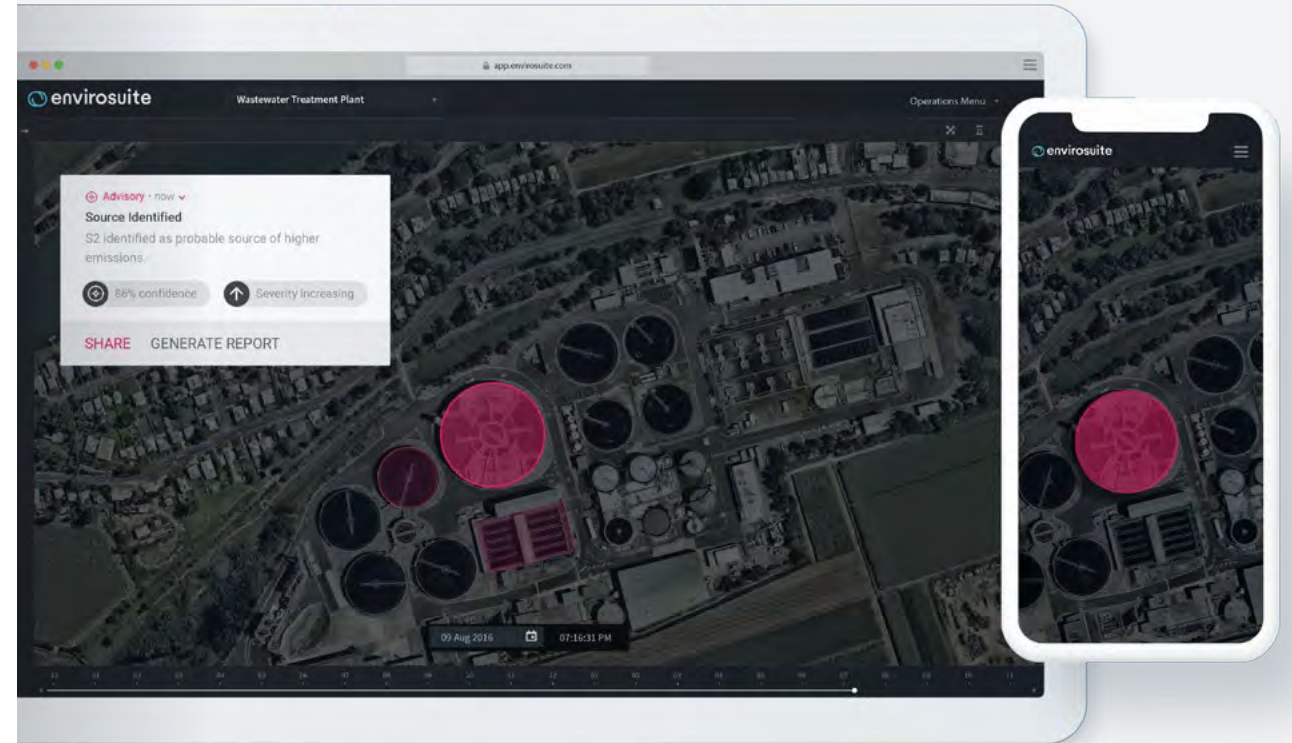 app.envirosuite.com
envirosuite
Wastewater Treatment Plant
Operations Menu
envirosuite
Advisory • now
Source Identified
S2 identified as probable source of higher
emissions.
86% confidence
Severity Increasing
SHARE GENERATE REPORT
09 Aug 2016 07:16:31 PM